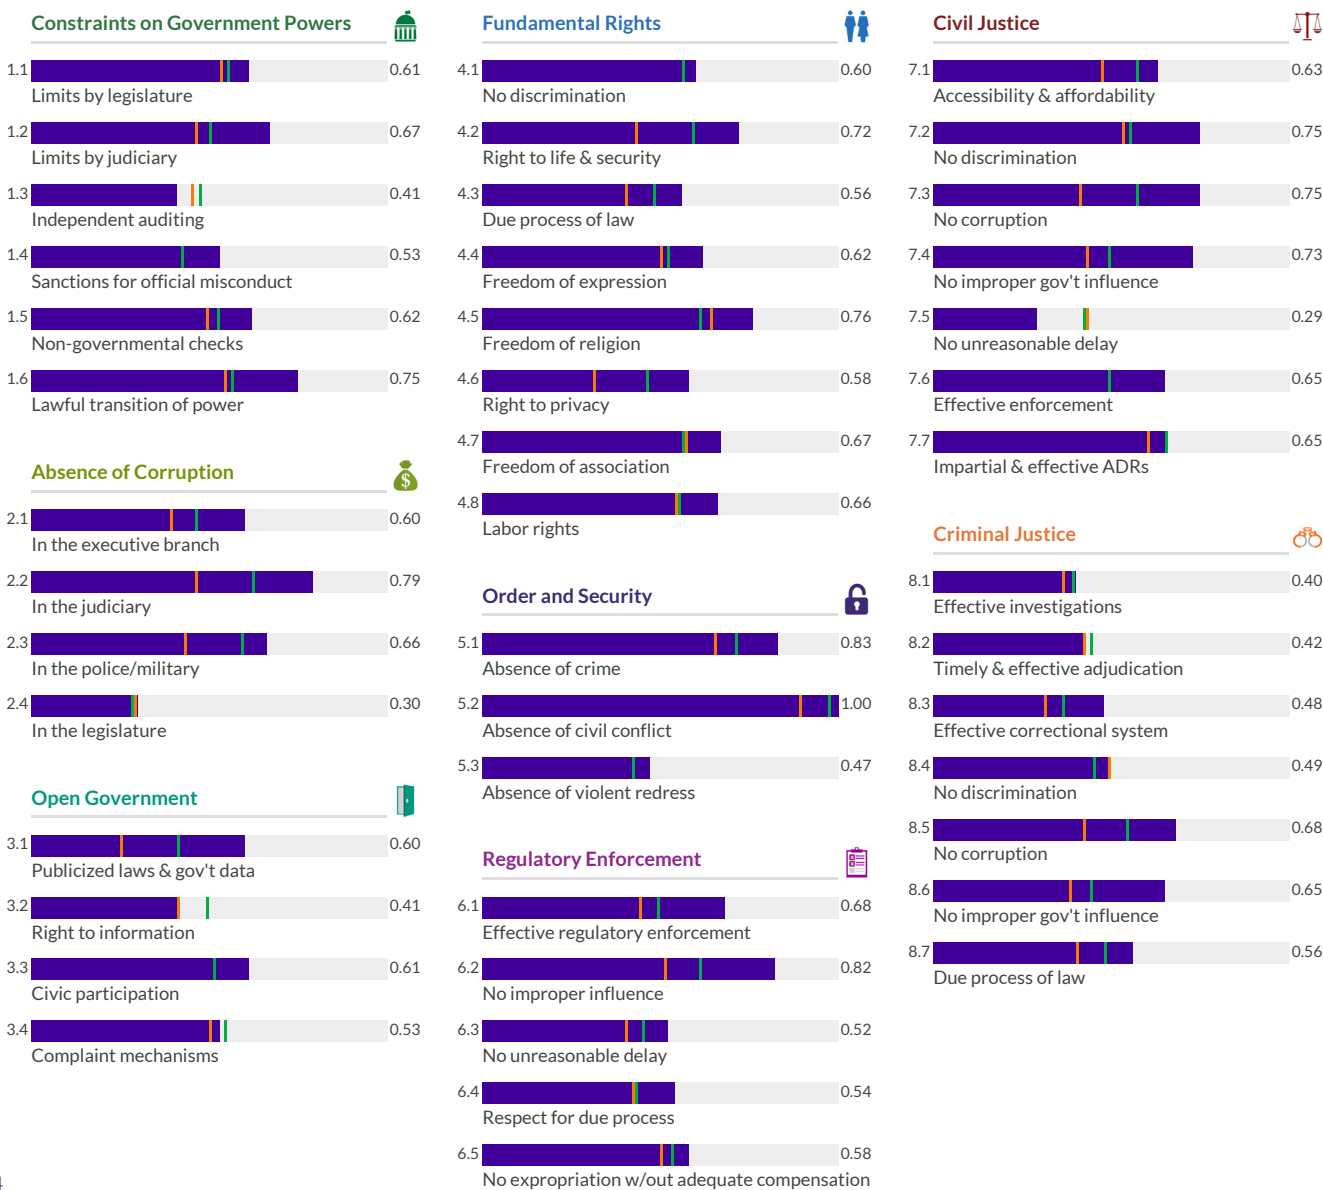 Constraints on Government Powers
1.1 0.61
Limits by legislature
1.2 0.67
Limits by judiciary
1.3 0.41
Independent auditing
1.4 0.53
Sanctions for official misconduct
1.5 0.62
Non-governmental checks
1.6 0.75
Lawful transition of power
Absence of Corruption
$
2.1 0.60
In the executive branch
2.2 0.79
In the judiciary
2.3 0.66
In the police/military
2.4 0.30
In the legislature
Open Government
3.1 0.60
Publicized laws & gov't data
3.2 0.41
Right to information
3.3 0.61
Civic participation
3.4 0.53
Complaint mechanisms
Fundamental Rights
4.1 0.60
No discrimination
4.2 0.72
Right to life & security
4.3 0.56
Due process of law
4.4 0.62
Freedom of expression
4.5 0.76
Freedom of religion
4.6 0.58
Right to privacy
4.7 0.67
Freedom of association
4.8 0.66
Labor rights
Order and Security
5.1 0.83
Absence of crime
5.2 1.00
Absence of civil conflict
5.3 0.47
Absence of violent redress
Regulatory Enforcement
6.1 0.68
Effective regulatory enforcement
6.2 0.82
No improper influence
6.3 0.52
No unreasonable delay
6.4 0.54
Respect for due process
6.5 0.58
No expropriation w/out adequate compensation
Civil Justice
7.1 0.63
Accessibility & affordability
7.2 0.75
No discrimination
7.3 0.75
No corruption
7.4 0.73
No improper gov't influence
7.5 0.29
No unreasonable delay
7.6 0.65
Effective enforcement
7.7 0.65
Impartial & effective ADRs
Criminal Justice
8.1 0.40
Effective investigations
8.2 0.42
Timely & effective adjudication
8.3 0.48
Effective correctional system
8.4 0.49
No discrimination
8.5 0.68
No corruption
8.6 0.65
No improper gov't influence
8.7 0.56
Due process of law